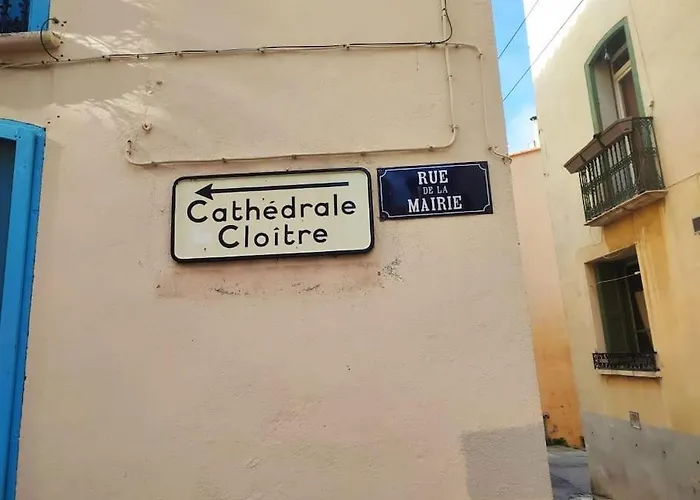 Cathédrale
Cloître
RUE
DE LA
MAIRIE